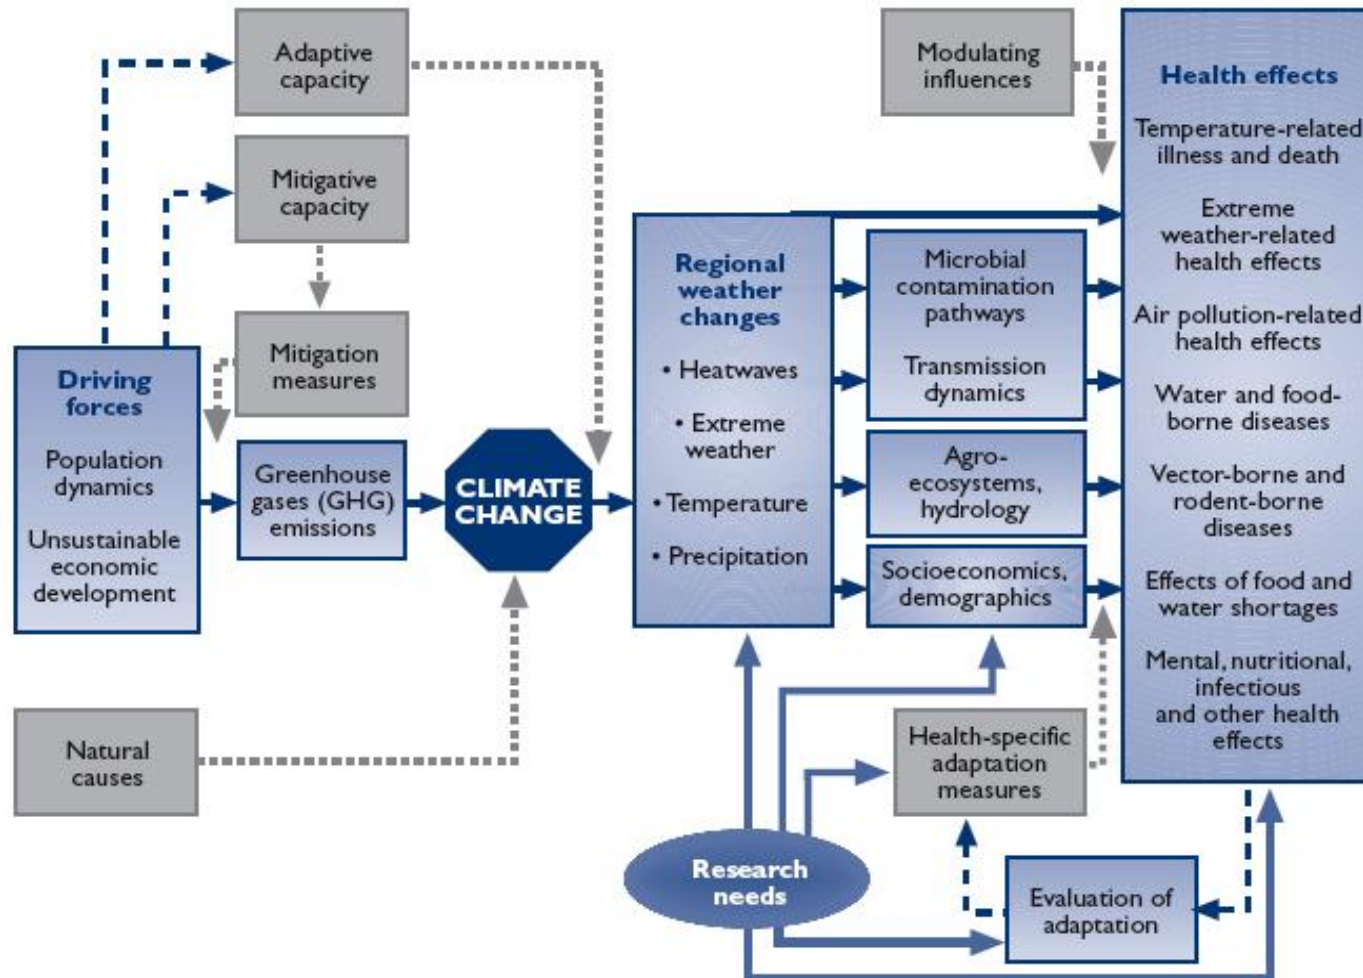 Adaptive
capacity
Mitigative
capacity
Mitigation
measures
Driving
forces
Population
dynamics
Unsustainable
economic
development
Greenhouse
gases (GHG)
emissions
Natural
causes
CLIMATE
CHANGE
Regional
weather
changes
• Heatwaves
• Extreme
weather
• Temperature
• Precipitation
Modulating
influences
Microbial
contamination
pathways
Transmission
dynamics
Agro-
ecosystems,
hydrology
Socioeconomics,
demographics
Health-specific
adaptation
measures
Research
needs
Evaluation of
adaptation
Health effects
Temperature-related
illness and death
Extreme
weather-related
health effects
Air pollution-related
health effects
Water and food-
borne diseases
Vector-borne and
rodent-borne
diseases
Effects of food and
water shortages
Mental, nutritional,
infectious
and other health
effects